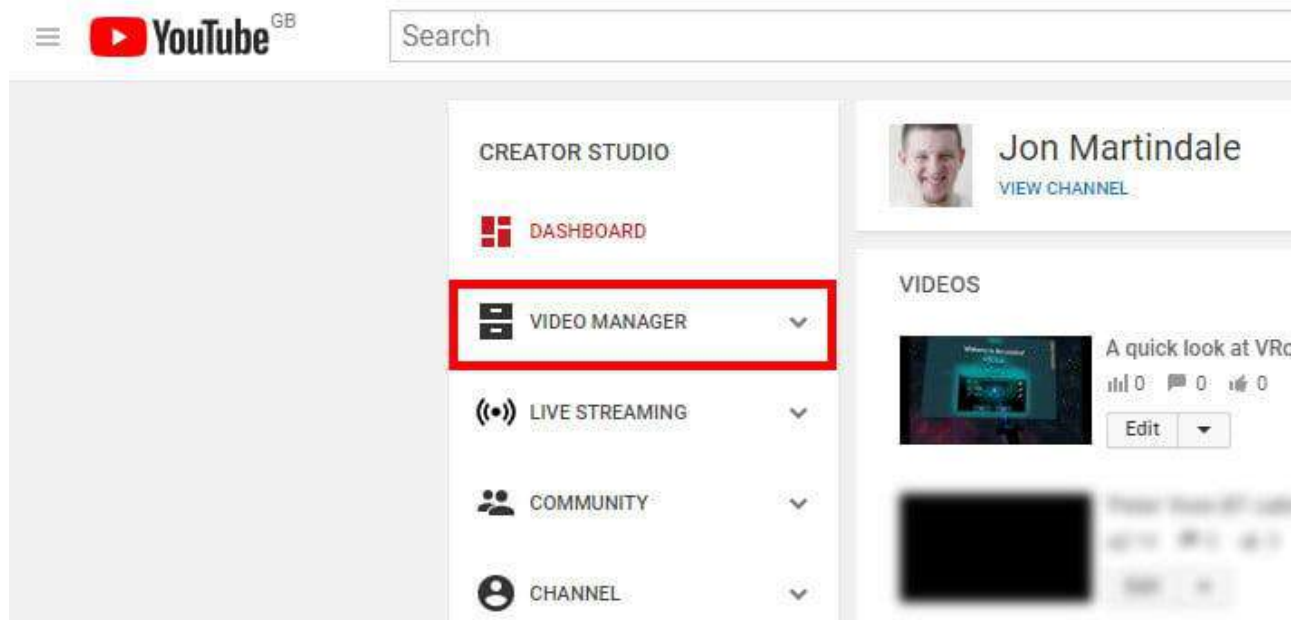 YouTube GB
Search
CREATOR STUDIO
DASHBOARD
VIDEO MANAGER
LIVE STREAMING
COMMUNITY
CHANNEL
Jon Martindale
VIEW CHANNEL
VIDEOS
A quick look at VRc
0 0 0
Edit